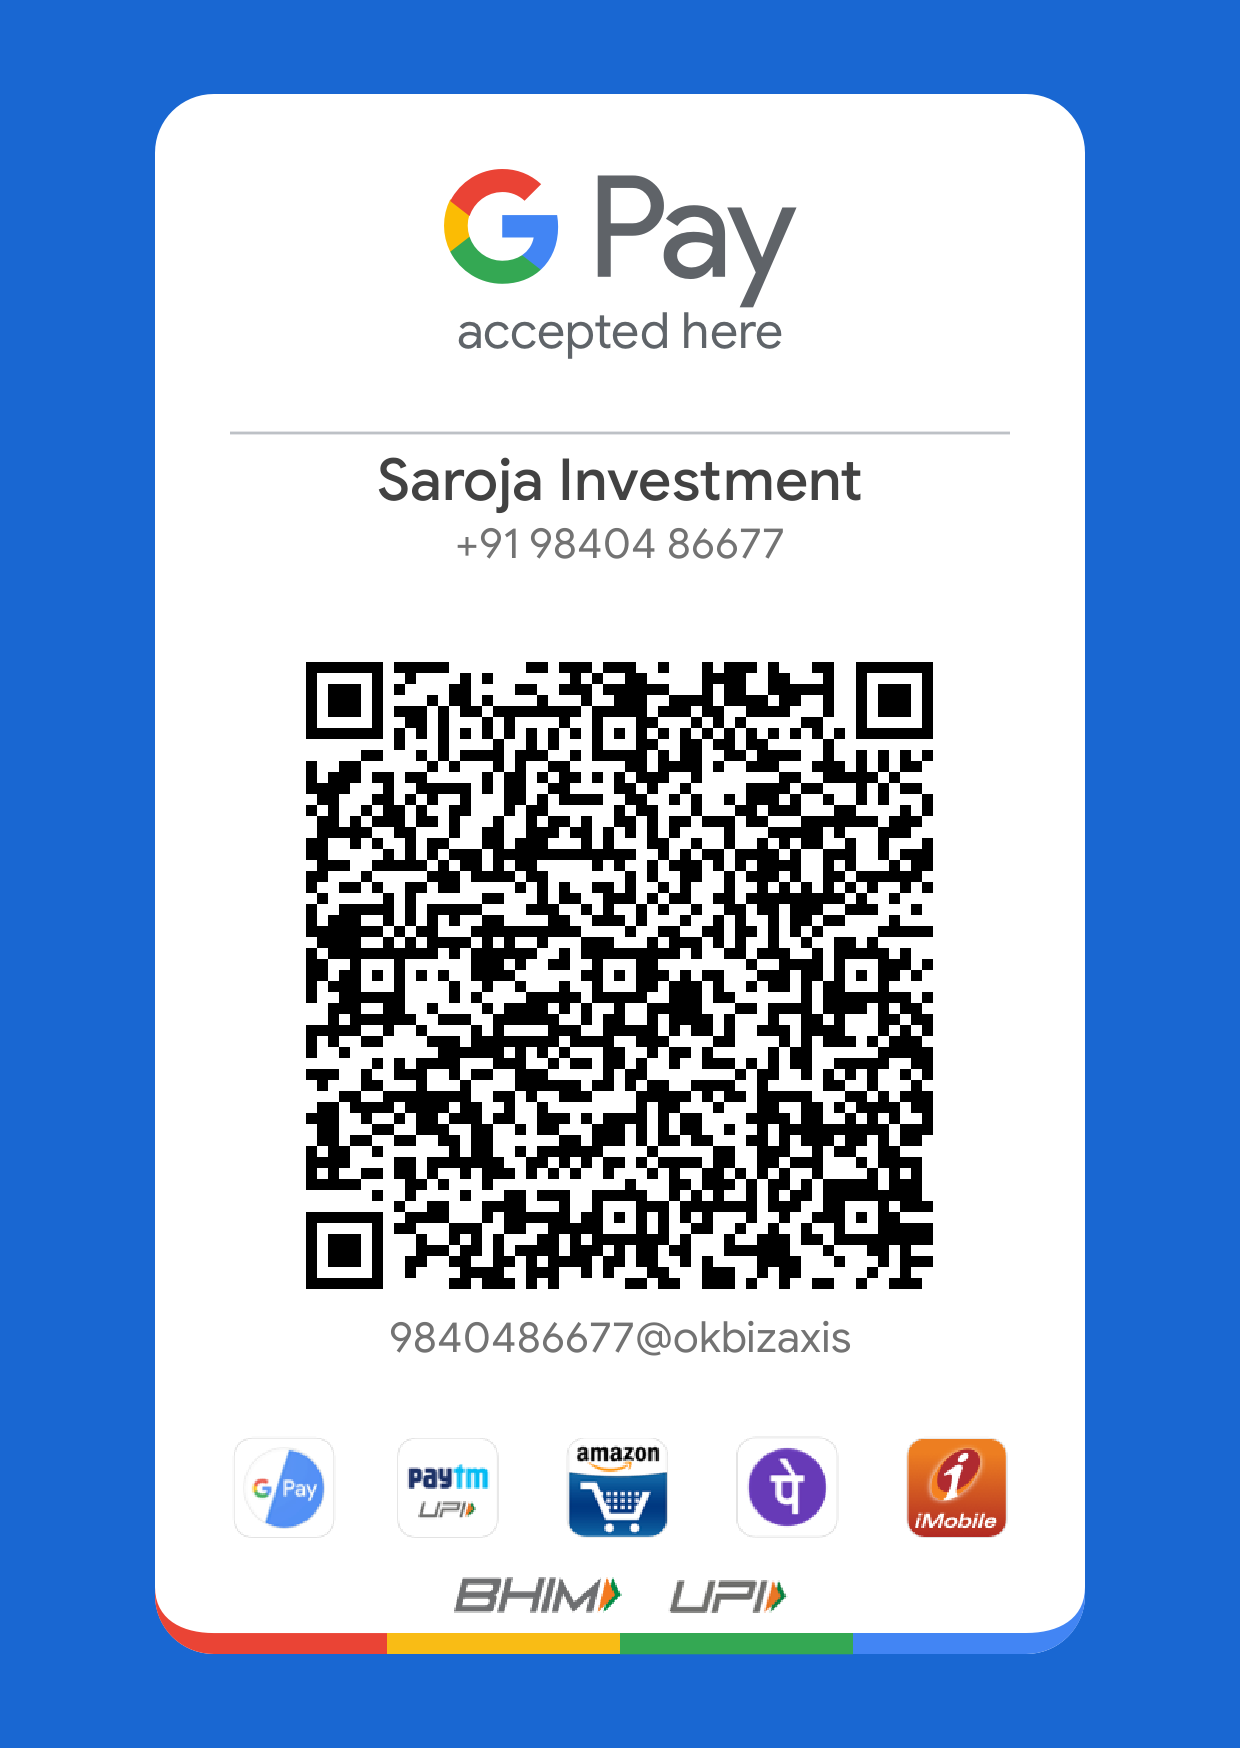 G Pay
accepted here
Saroja Investment
+91 98404 86677
9840486677@okbizaxis
G Pay
paytm
UPI
amazon
पे
i
iMobile
BHIM UPI